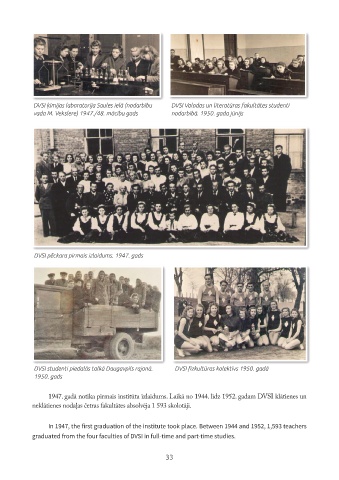 DVSI ķīmijas laboratorija Saules ielā (nodarbību
vada M. Vekslere) 1947./48. mācību gads
DVSI Valodas un literatūras fakultātes studenti
nodarbībā, 1950. gada jūnijs
DVSI pēckara pirmais izlaidums, 1947. gads
DVSI studenti piedalās talkā Daugavpils rajonā,
1950. gads
DVSI fizkultūras kolektīvs 1950. gadā
1947. gadā notika pirmais institūta izlaidums. Laikā no 1944. līdz 1952. gadam DVSI klātienes un
neklātienes nodaļas četras fakultātes absolvēja 1 593 skolotāji.
In 1947, the first graduation of the institute took place. Between 1944 and 1952, 1,593 teachers
graduated from the four faculties of DVSI in full-time and part-time studies.
33